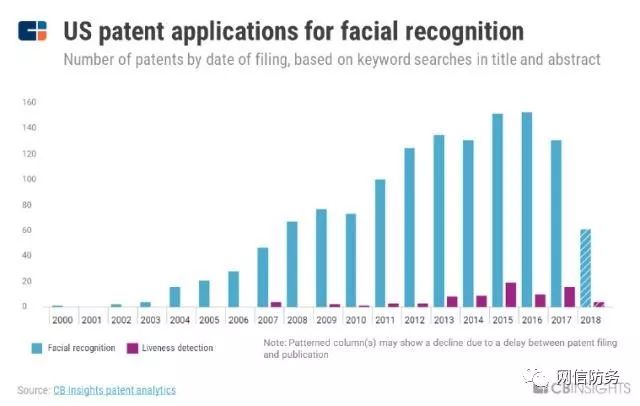 US patent applications for facial recognition
Number of patents by date of filing, based on keyword searches in title and abstract
160
140
120
100
80
60
40
20
0
2000 2001 2002 2003 2004 2005 2006 2007 2008 2009 2010 2011 2012 2013 2014 2015 2016 2017 2018
Facial recognition Liveness detection
Note: Patterned column(s) may show a decline due to a delay between patent filing
and publication
Source: CB Insights patent analytics
网信防务
CBINSIGHTS